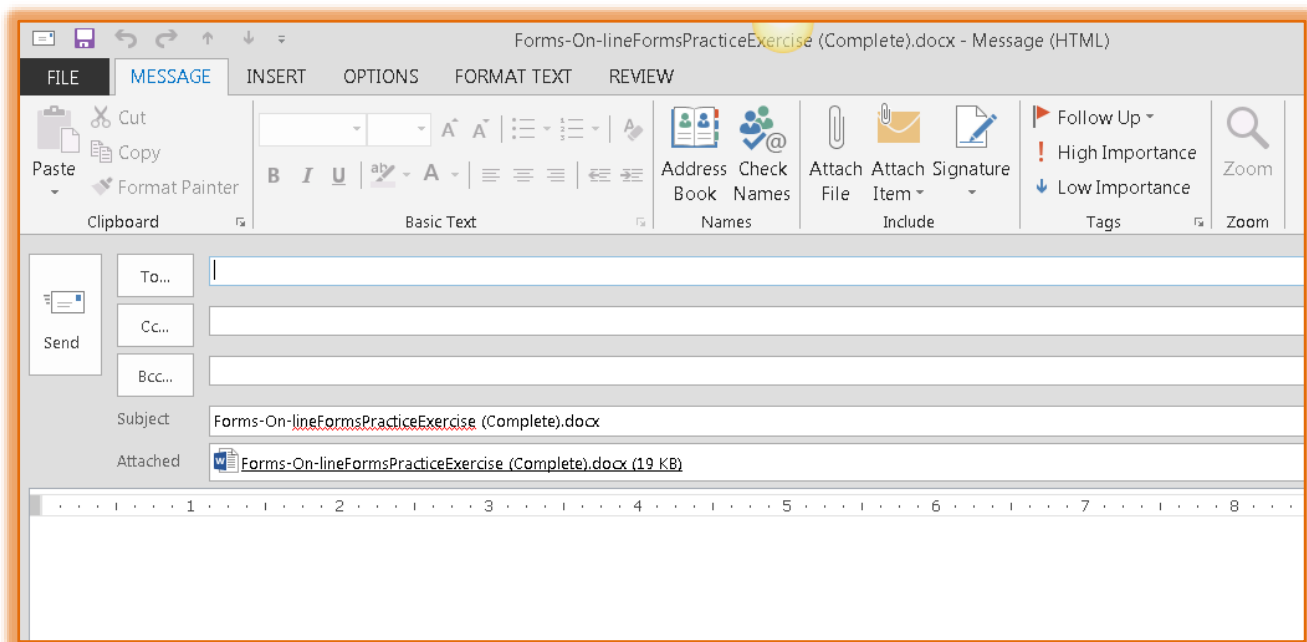 Forms-On-lineFormsPracticeExercise (Complete).docx - Message (HTML)
FILE MESSAGE INSERT OPTIONS FORMAT TEXT REVIEW
Paste
Cut
Copy
Format Painter
Clipboard
A A
B I U aby A
Basic Text
Address Book
Check Names
Names
Attach File
Attach Item
Signature
Include
Follow Up
High Importance
Low Importance
Tags
Zoom
Zoom
Send
To...
Cc...
Bcc...
Subject Forms-On-lineFormsPracticeExercise (Complete).docx
Attached Forms-On-lineFormsPracticeExercise (Complete).docx (19 KB)
1 2 3 4 5 6 7 8